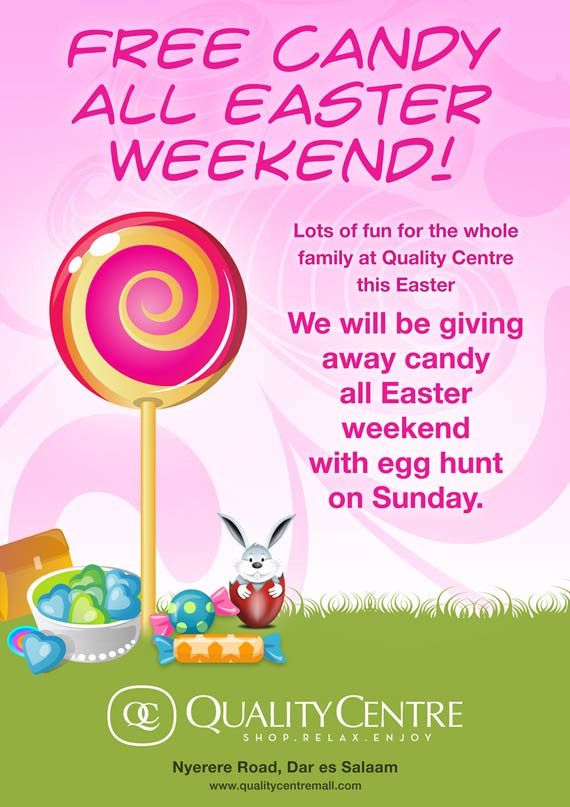 FREE CANDY
ALL EASTER
WEEKEND!
Lots of fun for the whole
family at Quality Centre
this Easter
We will be giving
away candy
all Easter
weekend
with egg hunt
on Sunday.
QC QUALITY CENTRE
SHOP.RELAX.ENJOY
Nyerere Road, Dar es Salaam
www.qualitycentremall.com